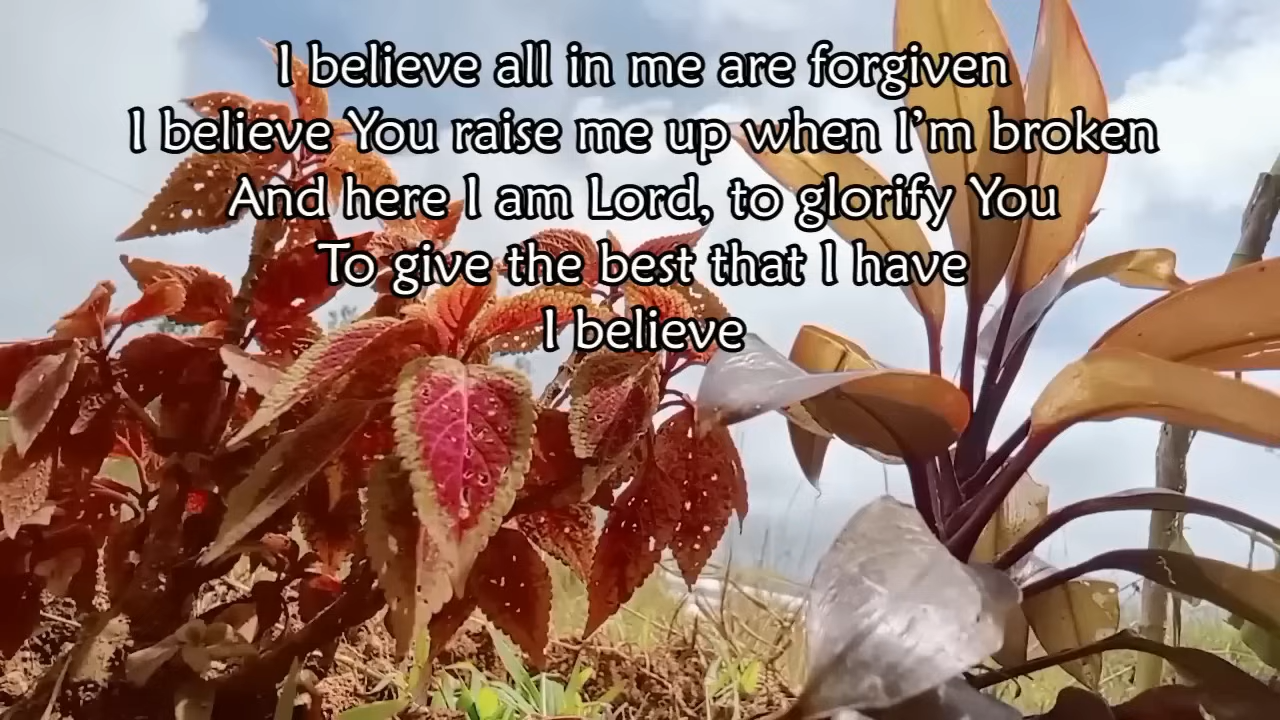 I believe all in me are forgiven
I believe You raise me up when I'm broken
And here I am Lord, to glorify You
To give the best that I have
I believe